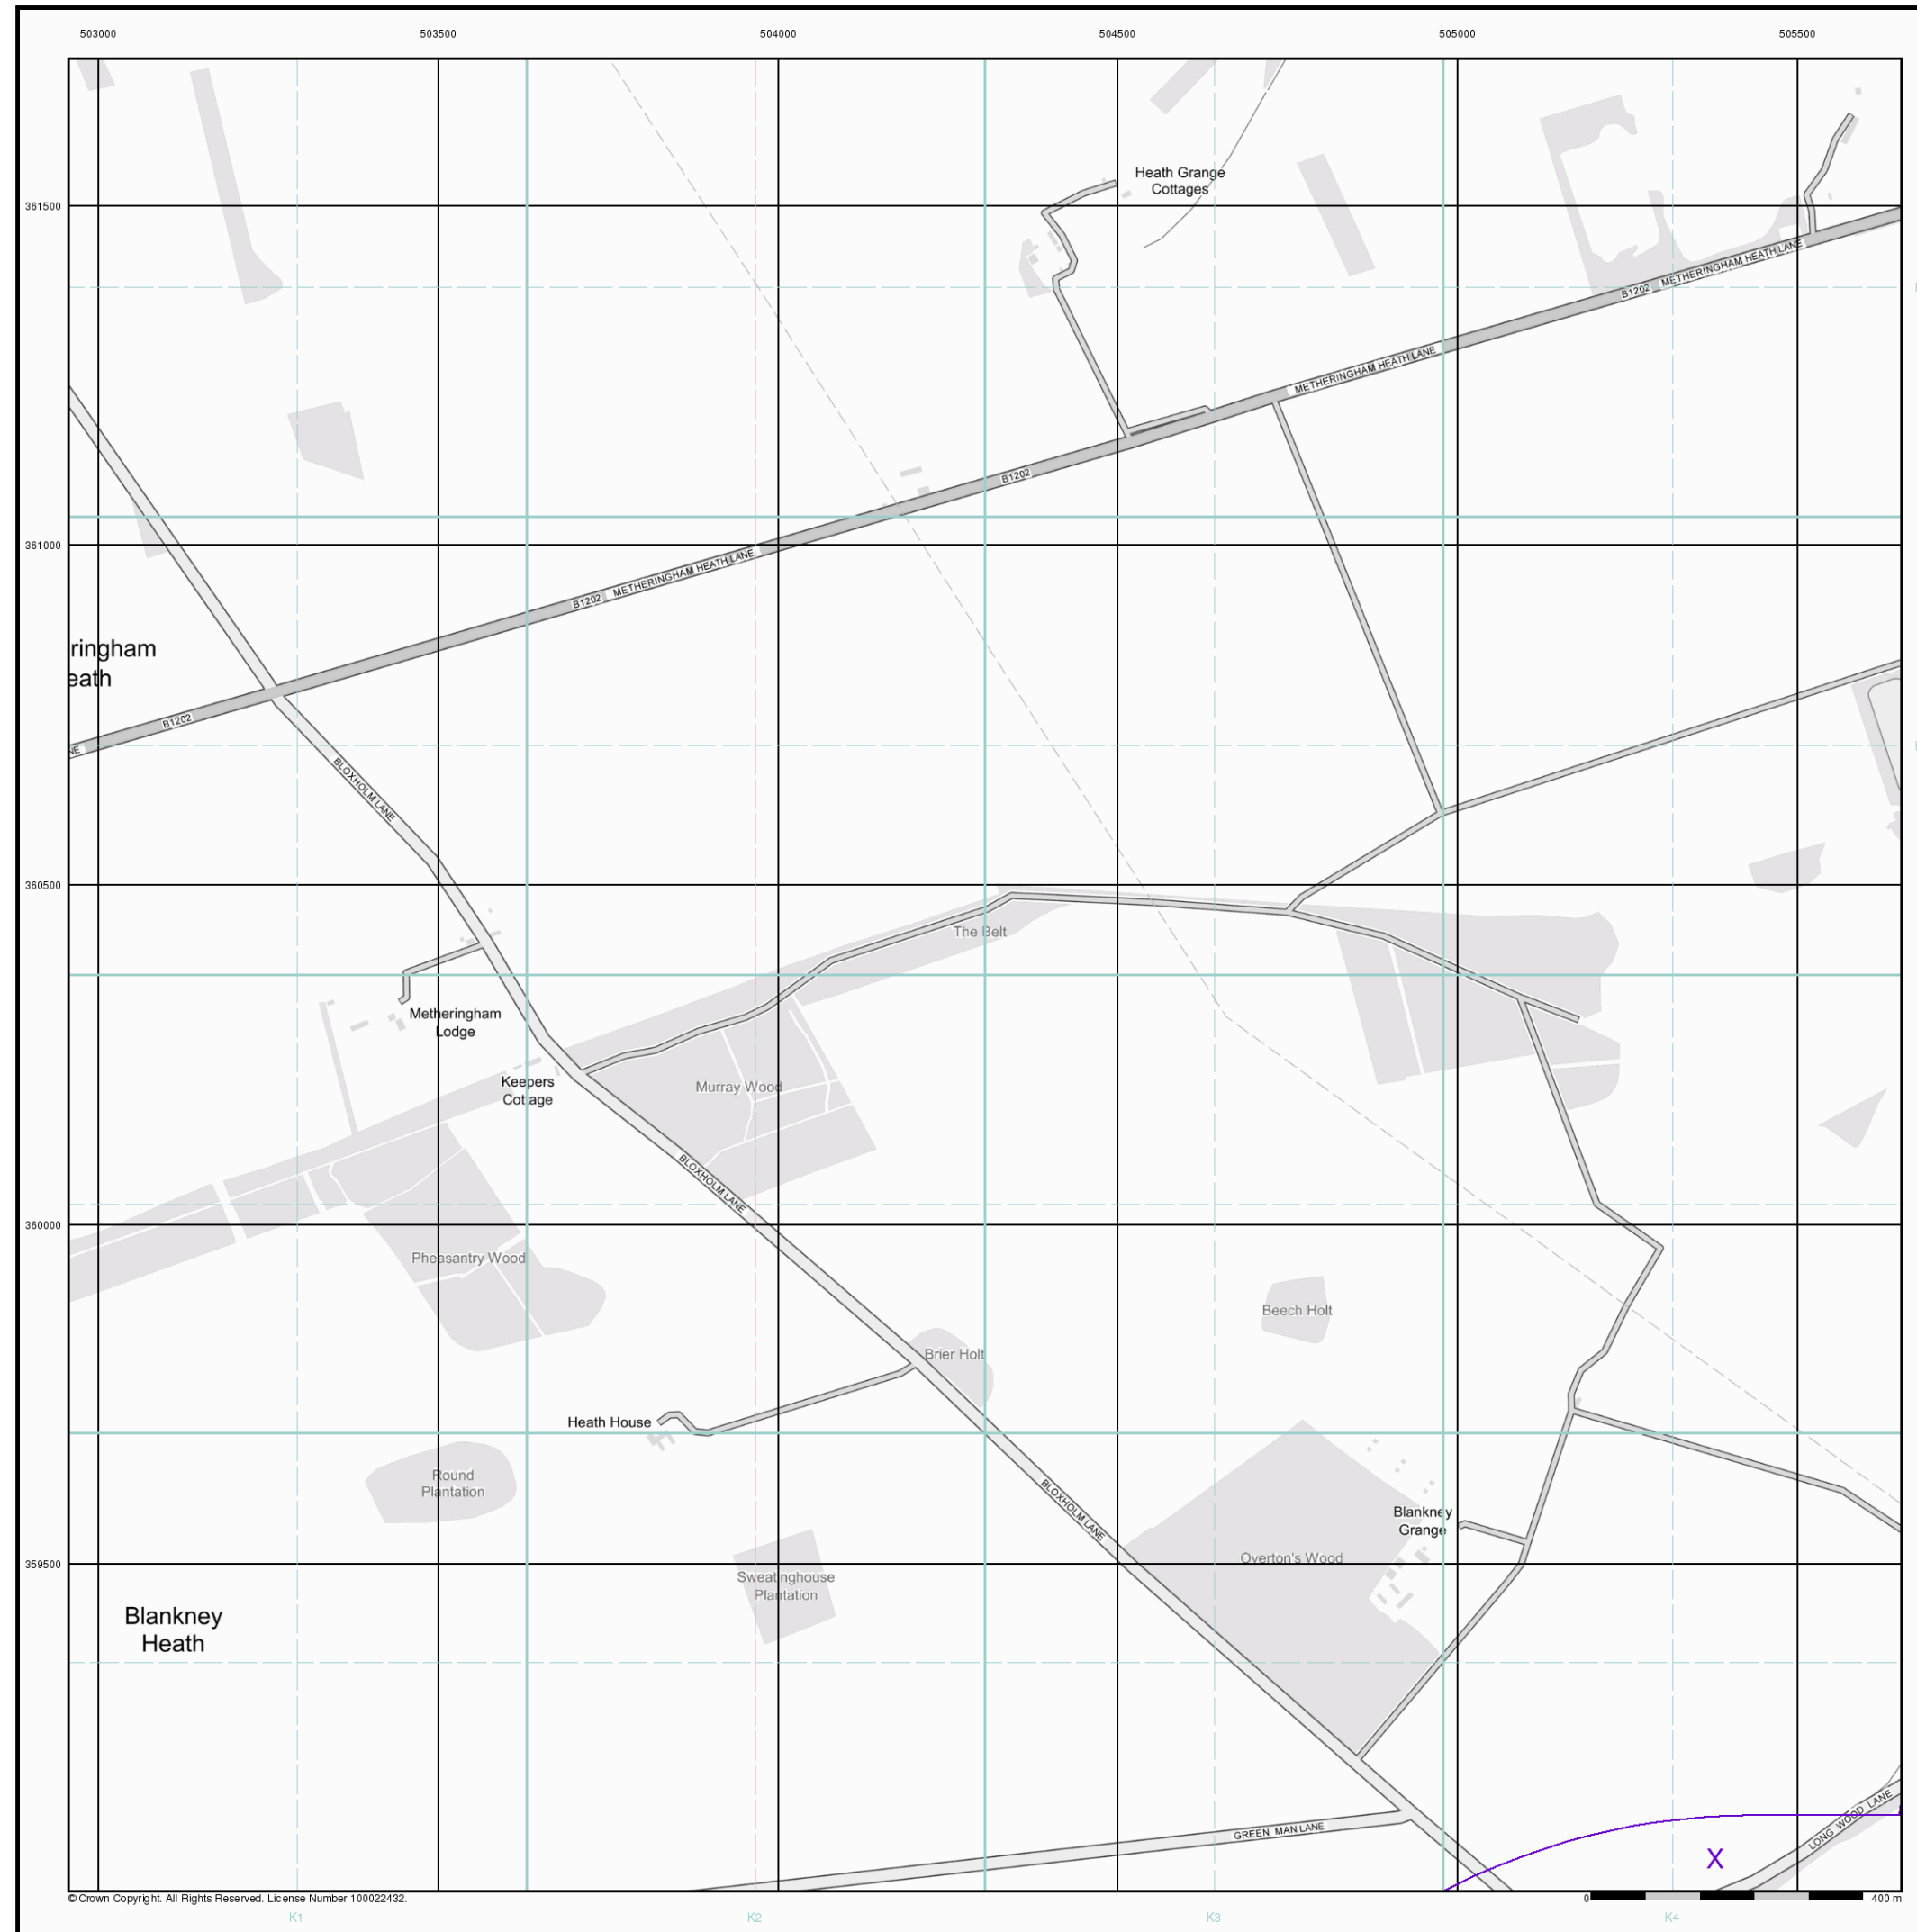 503000 503500 504000 504500 505000 505500
Heath Grange
Cottages
361500
B1202 METHERINGHAM HEATH LANE
B1202 METHERINGHAM HEATH LANE
METHERINGHAM HEATH LANE
B1202
361000
B1202 METHERINGHAM HEATH LANE
ringham
eath
B1202
NE
BLOXHOLM LANE
360500
The Belt
Metheringham
Lodge
Keepers
Cottage
Murray Wood
BLOXHOLM LANE
360000
Pheasantry Wood
Beech Holt
Brier Holt
Heath House
Round
Plantation
BLOXHOLM LANE
Blankney
Grange
Overton's Wood
359500
Sweatinghouse
Plantation
Blankney
Heath
GREEN MAN LANE
LONG WOOD LANE
X
© Crown Copyright. All Rights Reserved. License Number 100022432.
0 400 m
K1 K2 K3 K4